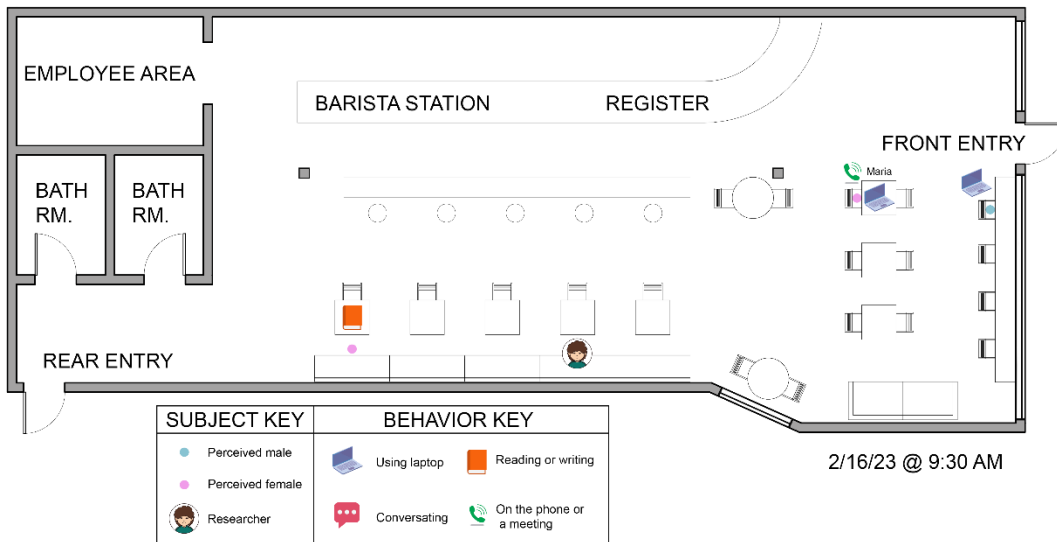 EMPLOYEE AREA
BARISTA STATION
REGISTER
FRONT ENTRY
Maria
BATH
RM.
BATH
RM.
REAR ENTRY
SUBJECT KEY
Perceived male
Perceived female
Researcher
BEHAVIOR KEY
Using laptop
Reading or writing
Conversating
On the phone or
a meeting
2/16/23 @ 9:30 AM